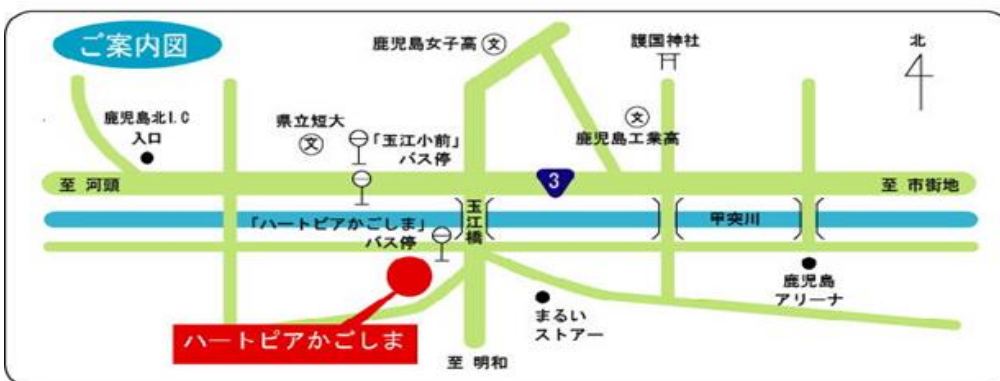 ご案内図
鹿児島女子高 文
護国神社
北
鹿児島北I.C
入口
県立短大
文
「玉江小前」
バス停
文
鹿児島工業高
至 河頭
3
至 市街地
玉江橋
甲突川
「ハートピアかごしま」
バス停
鹿児島
アリーナ
まるい
ストアー
ハートピアかごしま
至 明和